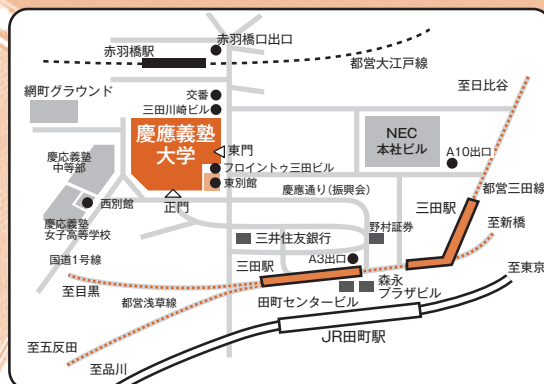 赤羽橋口出口
赤羽橋駅
都営大江戸線
至日比谷
網町グラウンド
交番
三田川崎ビル
慶應義塾
大学
NEC
本社ビル
東門
A10出口
慶応義塾
中等部
フロイントゥ三田ビル
東別館
慶應通り(振興会)
都営三田線
西別館
正門
三田駅
慶応義塾
女子高等学校
野村証券
至新橋
三井住友銀行
国道1号線
A3出口
三田駅
至東京
至目黒
森永
プラザビル
都営浅草線
田町センタービル
JR田町駅
至五反田
至品川